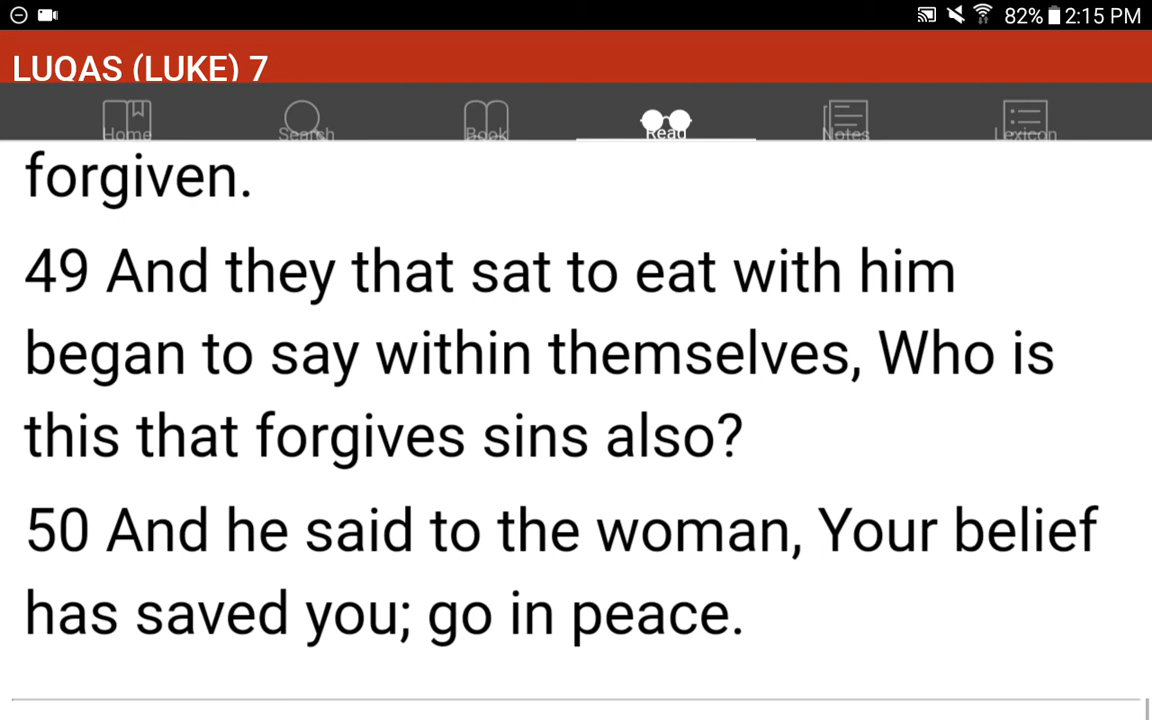 82% 2:15 PM
LUQAS (LUKE) 7
Home Search Book Read Notes Lexicon
forgiven.
49 And they that sat to eat with him
began to say within themselves, Who is
this that forgives sins also?
50 And he said to the woman, Your belief
has saved you; go in peace.